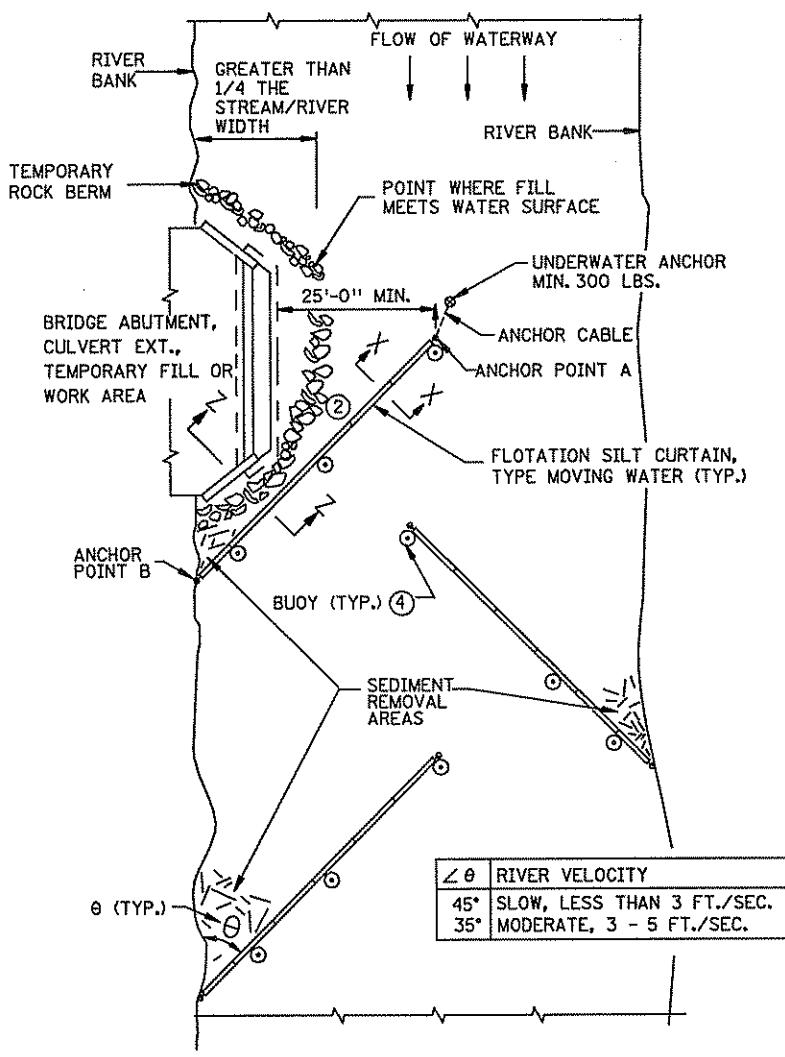 FLOW OF WATERWAY
RIVER
BANK
GREATER THAN
1/4 THE
STREAM/RIVER
WIDTH
RIVER BANK
TEMPORARY
ROCK BERM
POINT WHERE FILL
MEETS WATER SURFACE
UNDERWATER ANCHOR
MIN. 300 LBS.
25'-0" MIN.
ANCHOR CABLE
BRIDGE ABUTMENT,
CULVERT EXT.,
TEMPORARY FILL OR
WORK AREA
X
X
ANCHOR POINT A
Z
2
FLOTATION SILT CURTAIN,
TYPE MOVING WATER (TYP.)
Z
ANCHOR
POINT B
BUOY (TYP.) 4
SEDIMENT
REMOVAL
AREAS
∠ θ RIVER VELOCITY
45° SLOW, LESS THAN 3 FT./SEC.
35° MODERATE, 3 - 5 FT./SEC.
θ (TYP.)
θ